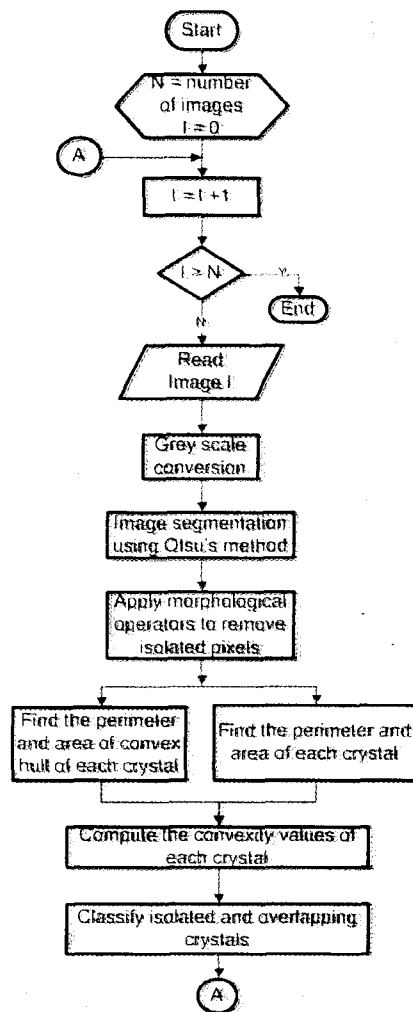 Start
N = number
of images
I = 0
A
I = I +1
I > N
Y
End
N
Read
Image I
Grey scale
conversion
Image segmentation
using Otsu's method
Apply morphological
operators to remove
isolated pixels
Find the perimeter
and area of convex
hull of each crystal
Find the perimeter and
area of each crystal
Compute the convexity values of
each crystal
Classify isolated and overlapping
crystals
A